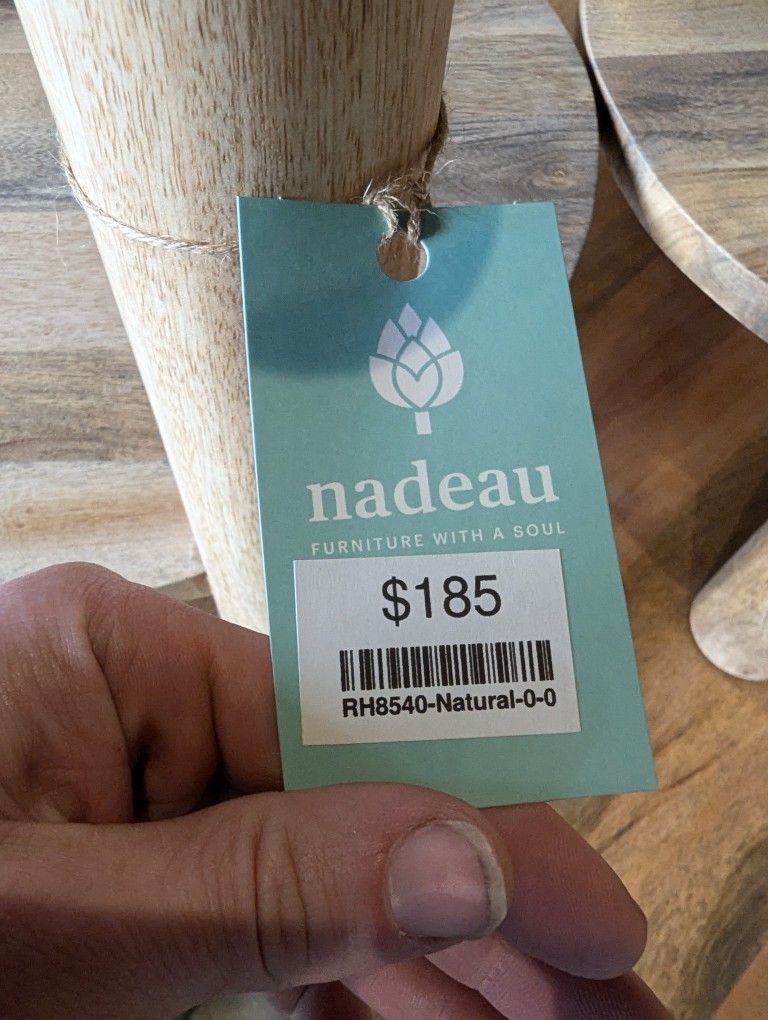 nadeau
FURNITURE WITH A SOUL
$185
RH8540-Natural-0-0